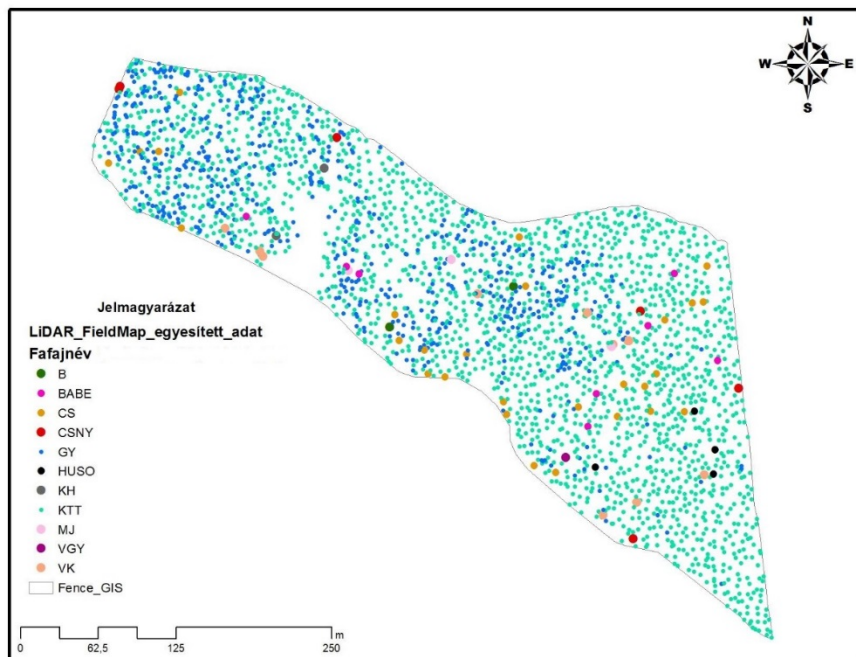 N
W E
S
Jelmagyarázat
LiDAR_FieldMap_egyesített_adat
Fafajnév
B
BABE
CS
CSNY
GY
HUSO
KH
KTT
MJ
VGY
VK
Fence_GIS
m
0 62,5 125 250